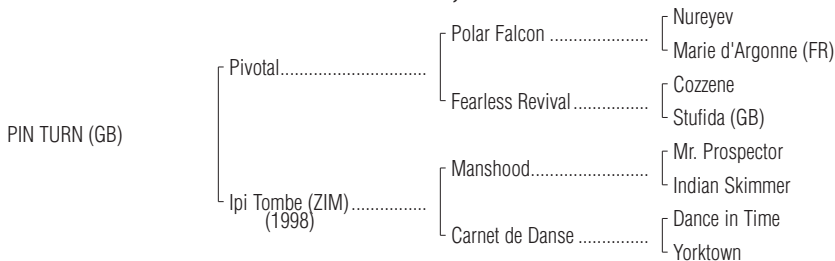 Nureyev
Polar Falcon .....................
Marie d'Argonne (FR)
Pivotal...............................
Cozzene
Fearless Revival................
Stufida (GB)
PIN TURN (GB)
Mr. Prospector
Manshood.........................
Indian Skimmer
Ipi Tombe (ZIM)................
(1998)
Dance in Time
Carnet de Danse ...............
Yorktown